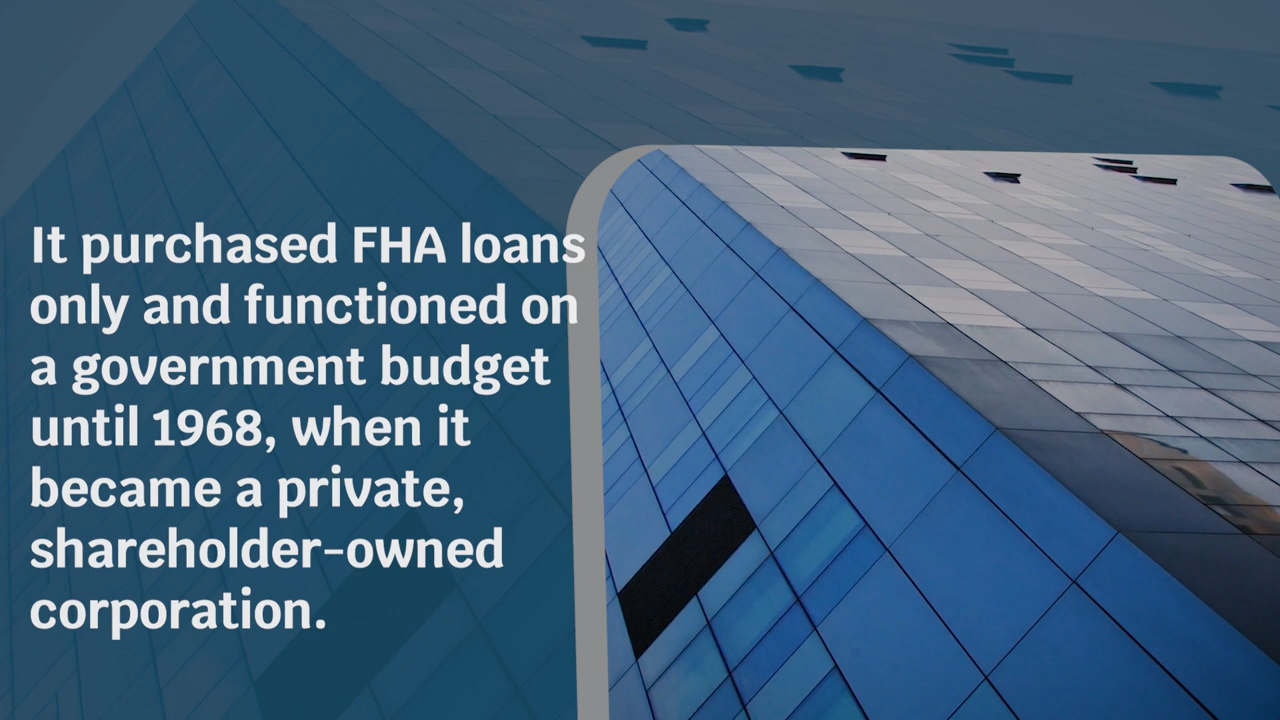 It purchased FHA loans
only and functioned on
a government budget
until 1968, when it
became a private,
shareholder-owned
corporation.